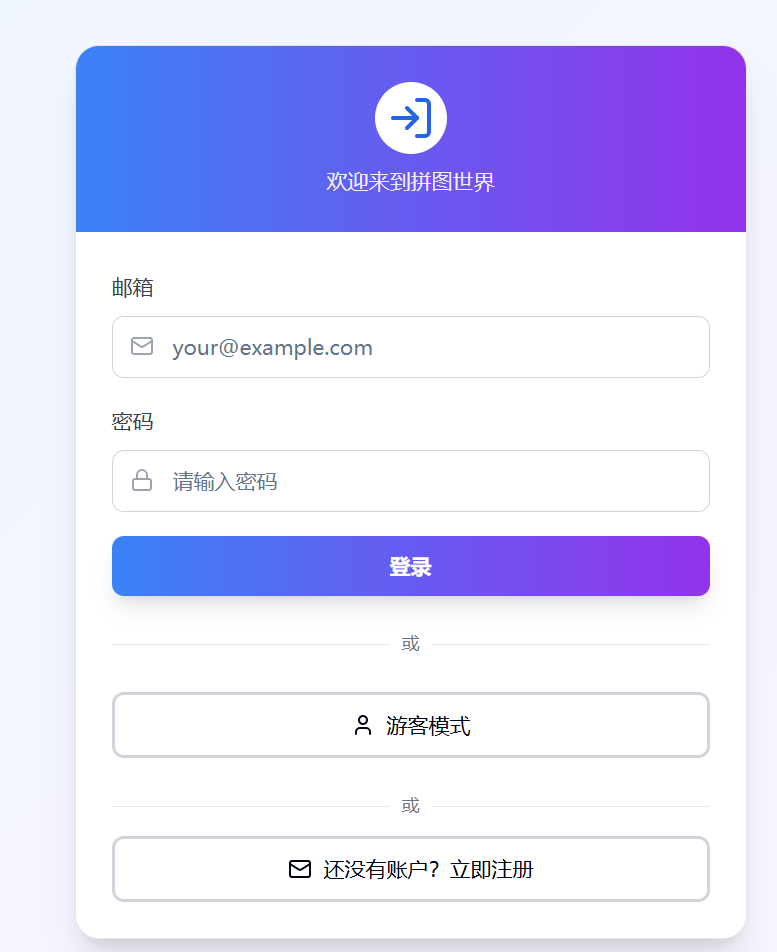 欢迎来到拼图世界
邮箱
your@example.com
密码
请输入密码
登录
或
游客模式
或
还没有账户？立即注册